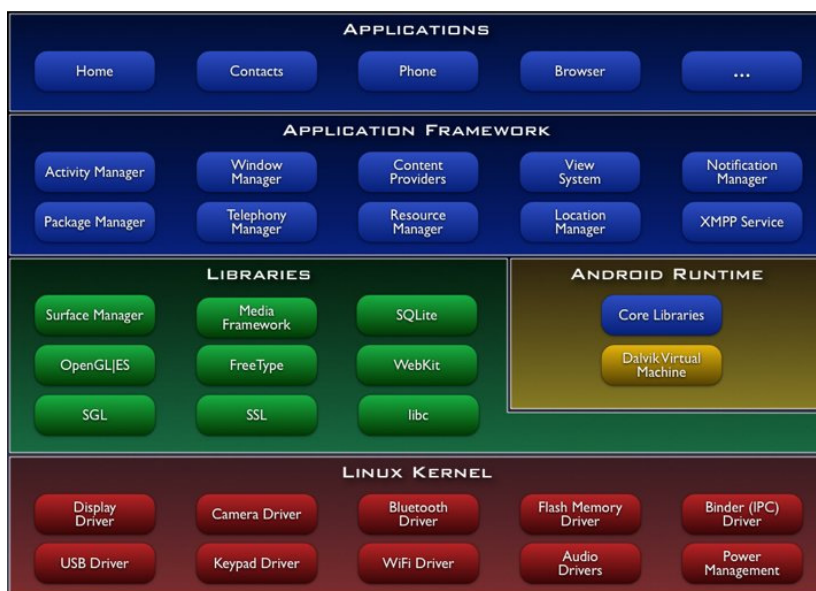 APPLICATIONS
Home
Contacts
Phone
Browser
...
APPLICATION FRAMEWORK
Activity Manager
Window
Manager
Content
Providers
View
System
Notification
Manager
Package Manager
Telephony
Manager
Resource
Manager
Location
Manager
XMPP Service
LIBRARIES
Surface Manager
Media
Framework
SQLite
OpenGL|ES
FreeType
WebKit
SGL
SSL
libc
ANDROID RUNTIME
Core Libraries
Dalvik Virtual
Machine
LINUX KERNEL
Display
Driver
Camera Driver
Bluetooth
Driver
Flash Memory
Driver
Binder (IPC)
Driver
USB Driver
Keypad Driver
WiFi Driver
Audio
Drivers
Power
Management